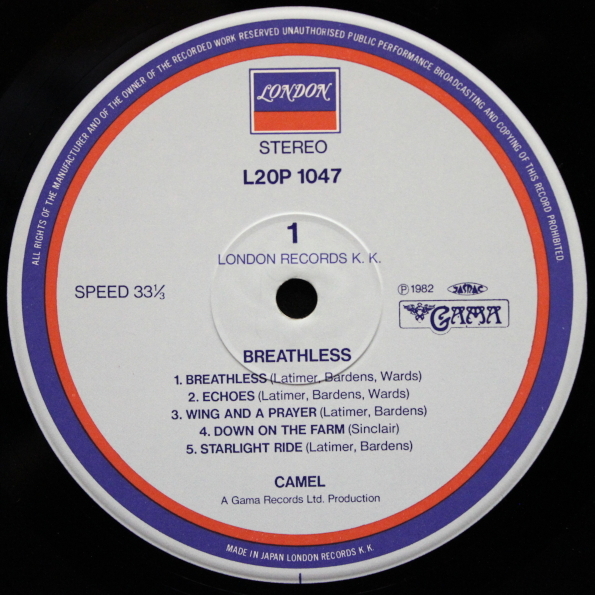 ALL RIGHTS OF THE MANUFACTURER AND OF THE OWNER OF THE RECORDED WORK RESERVED UNAUTHORISED PUBLIC PERFORMANCE BROADCASTING AND COPYING OF THIS RECORD PROHIBITED
LONDON
STEREO
L20P 1047
1
LONDON RECORDS K. K.
SPEED 33⅓
℗1982 JASRAC
GAMA
BREATHLESS
1. BREATHLESS (Latimer, Bardens, Wards)
2. ECHOES (Latimer, Bardens, Wards)
3. WING AND A PRAYER (Latimer, Bardens)
4. DOWN ON THE FARM (Sinclair)
5. STARLIGHT RIDE (Latimer, Bardens)
CAMEL
A Gama Records Ltd. Production
MADE IN JAPAN LONDON RECORDS K. K.